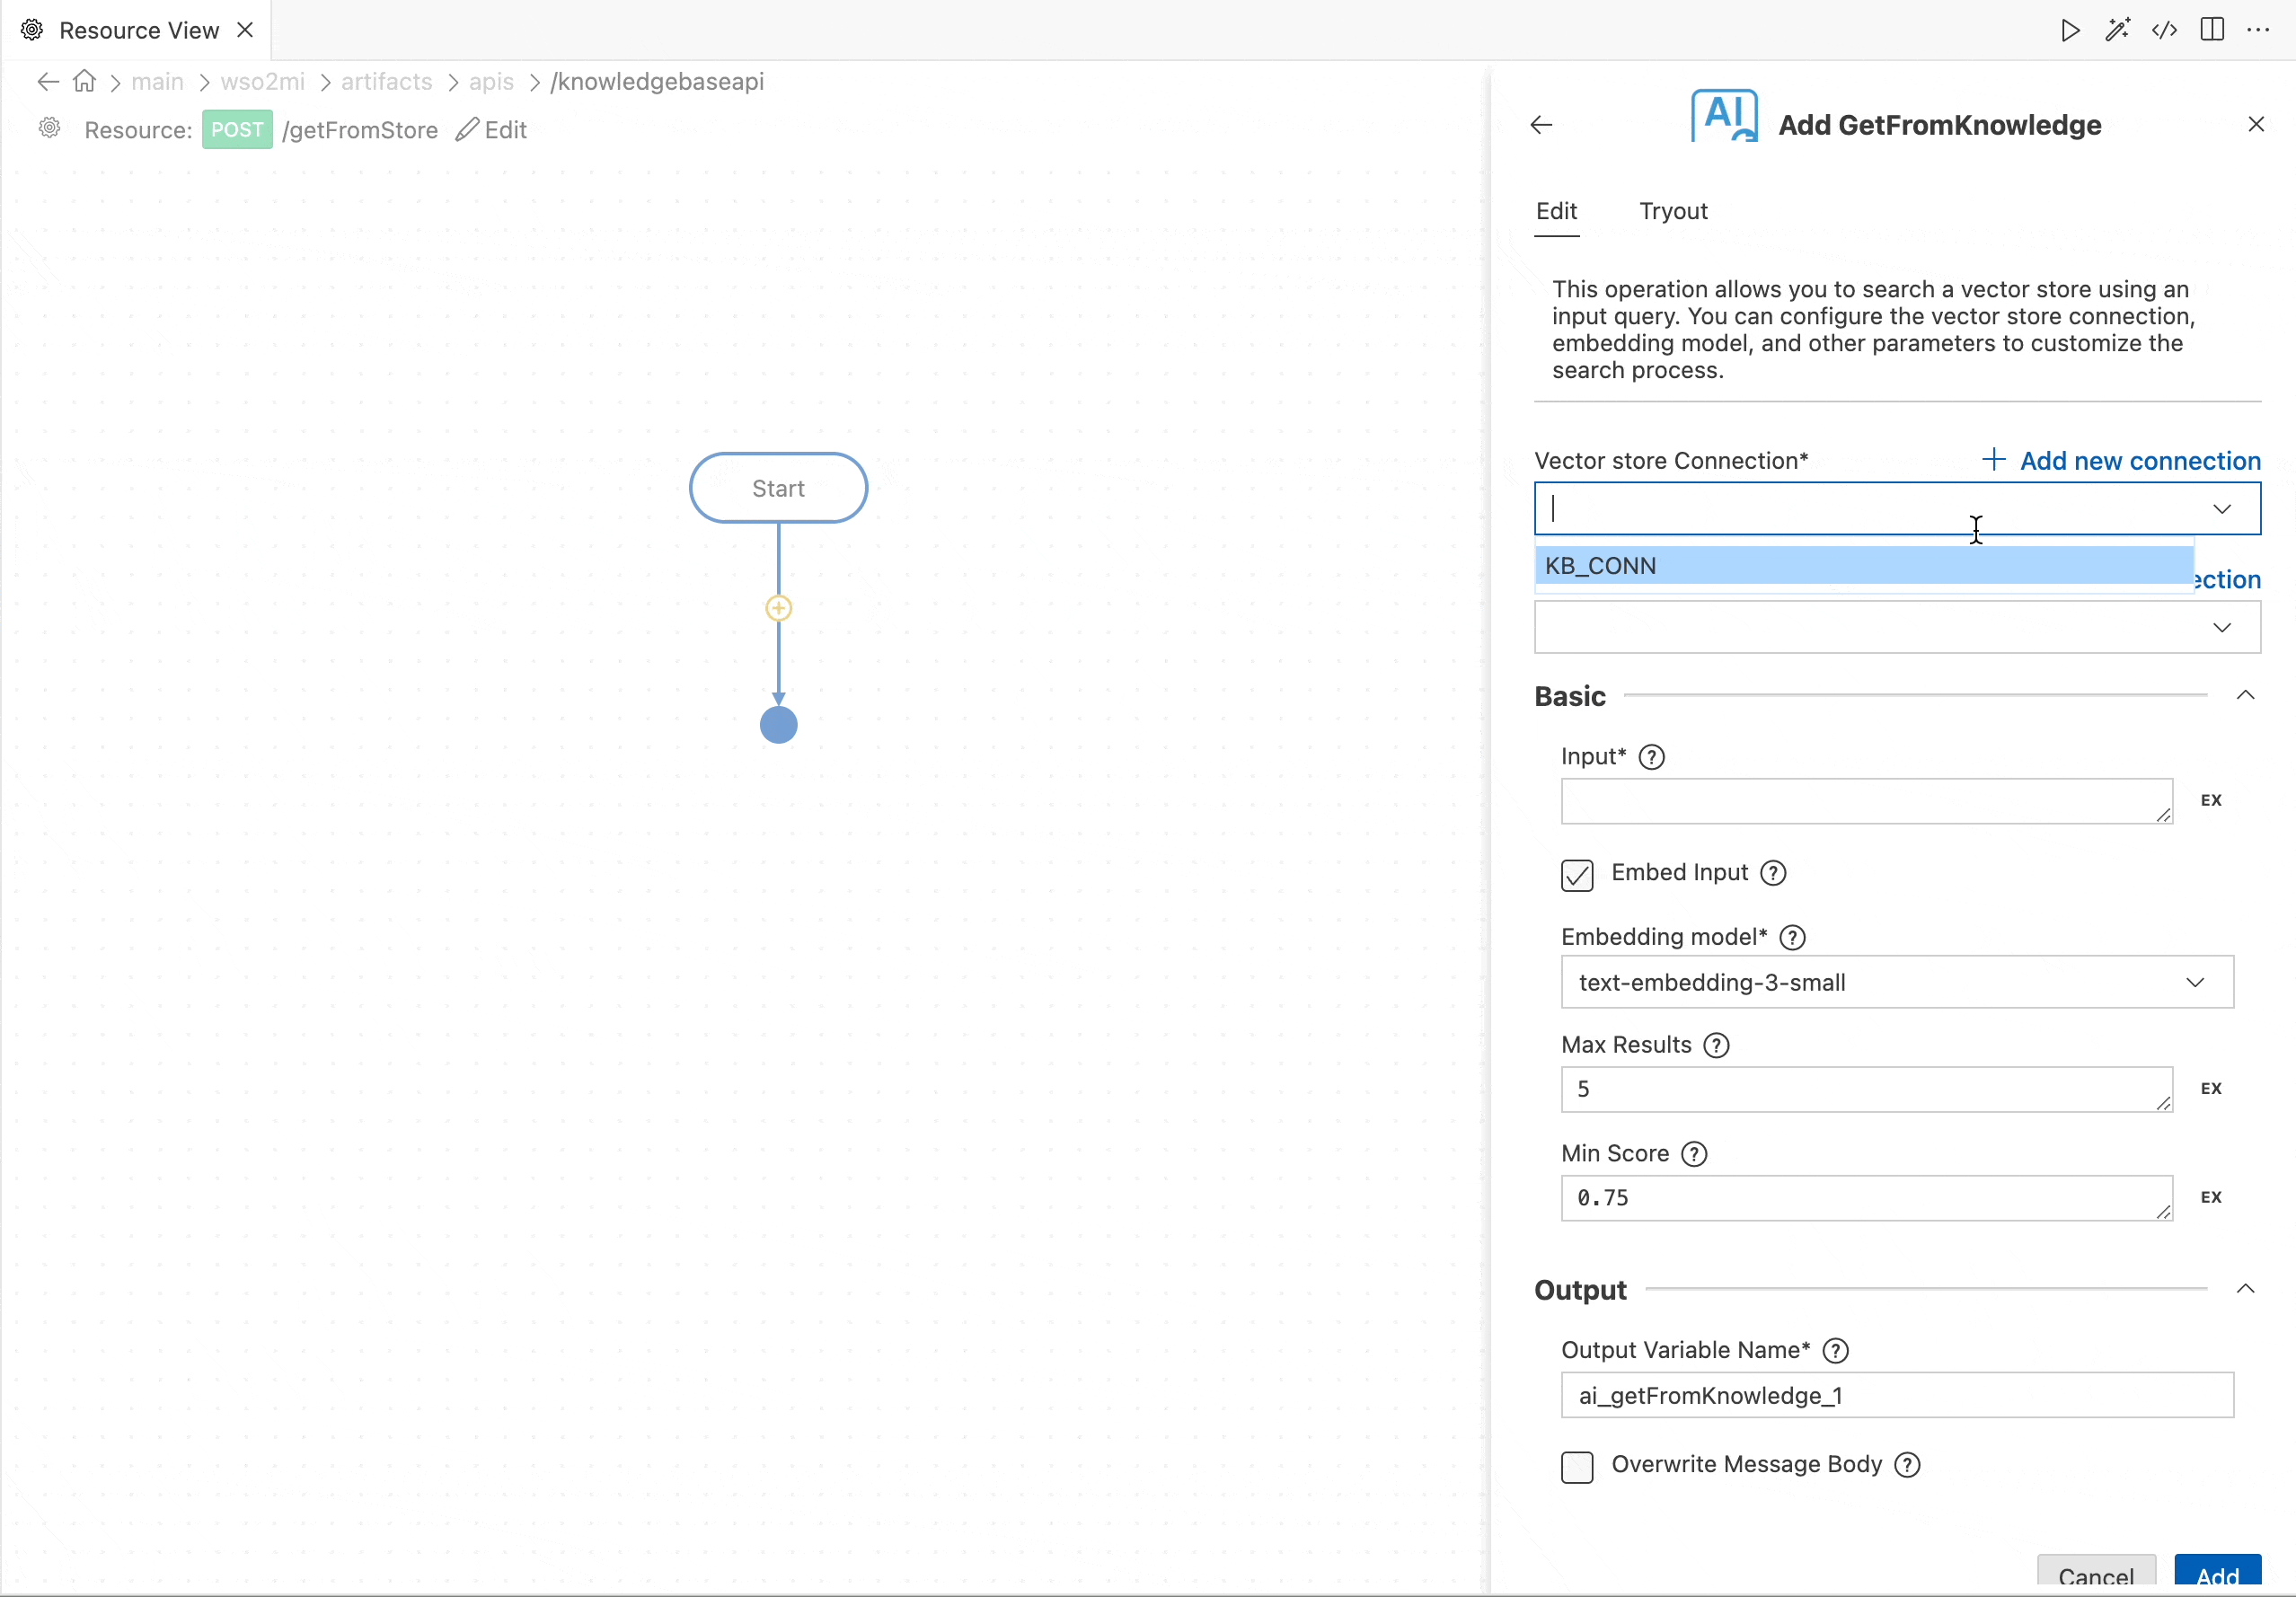 Resource View
main > wso2mi > artifacts > apis > /knowledgebaseapi
Resource: POST /getFromStore Edit
Start
AI
Add GetFromKnowledge
Edit Tryout
This operation allows you to search a vector store using an
input query. You can configure the vector store connection,
embedding model, and other parameters to customize the
search process.
Vector store Connection* + Add new connection
KB_CONN
ection
Basic
Input* ?
EX
Embed Input ?
Embedding model* ?
text-embedding-3-small
Max Results ?
5 EX
Min Score ?
0.75 EX
Output
Output Variable Name* ?
ai_getFromKnowledge_1
Overwrite Message Body ?
Cancel Add